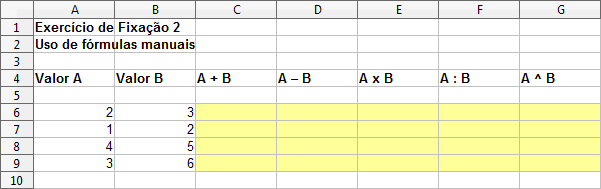 A B C D E F G
1 Exercício de Fixação 2
2 Uso de fórmulas manuais
3
4 Valor A Valor B A + B A – B A x B A : B A ^ B
5
6 2 3
7 1 2
8 4 5
9 3 6
10